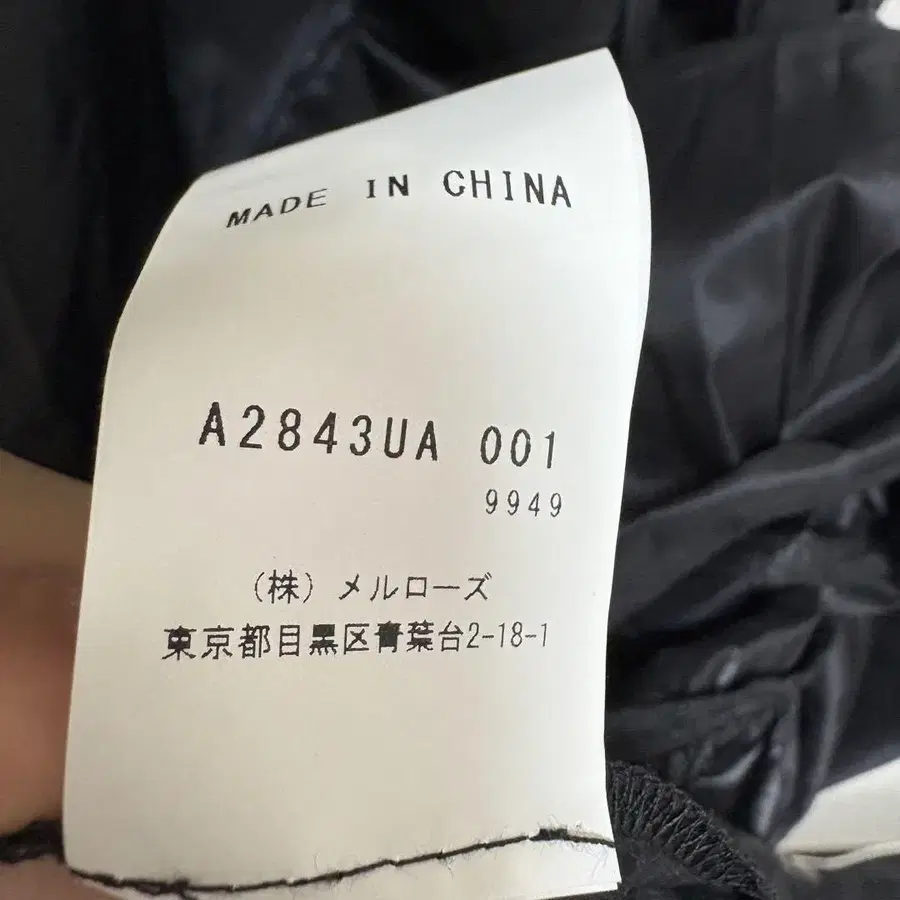 MADE IN CHINA
A2843UA 001
9949
(株) メルローズ
東京都目黒区青葉台2-18-1